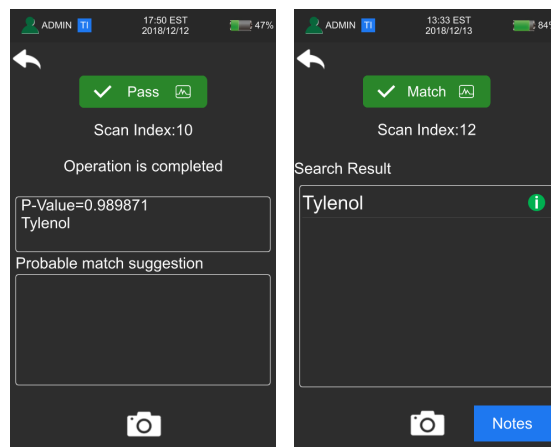 ADMIN TI 17:50 EST 47%
2018/12/12
Pass
Scan Index:10
Operation is completed
P-Value=0.989871
Tylenol
Probable match suggestion
ADMIN TI 13:33 EST 84%
2018/12/13
Match
Scan Index:12
Search Result
Tylenol
Notes